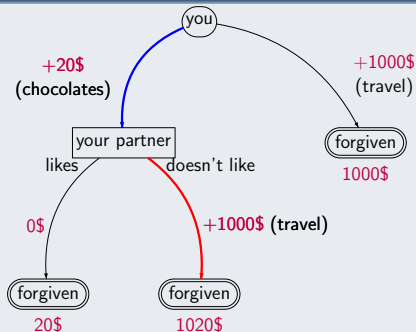 you
+20$
(chocolates)
+1000$
(travel)
your partner
forgiven
1000$
likes
doesn't like
0$
+1000$ (travel)
forgiven
forgiven
20$
1020$